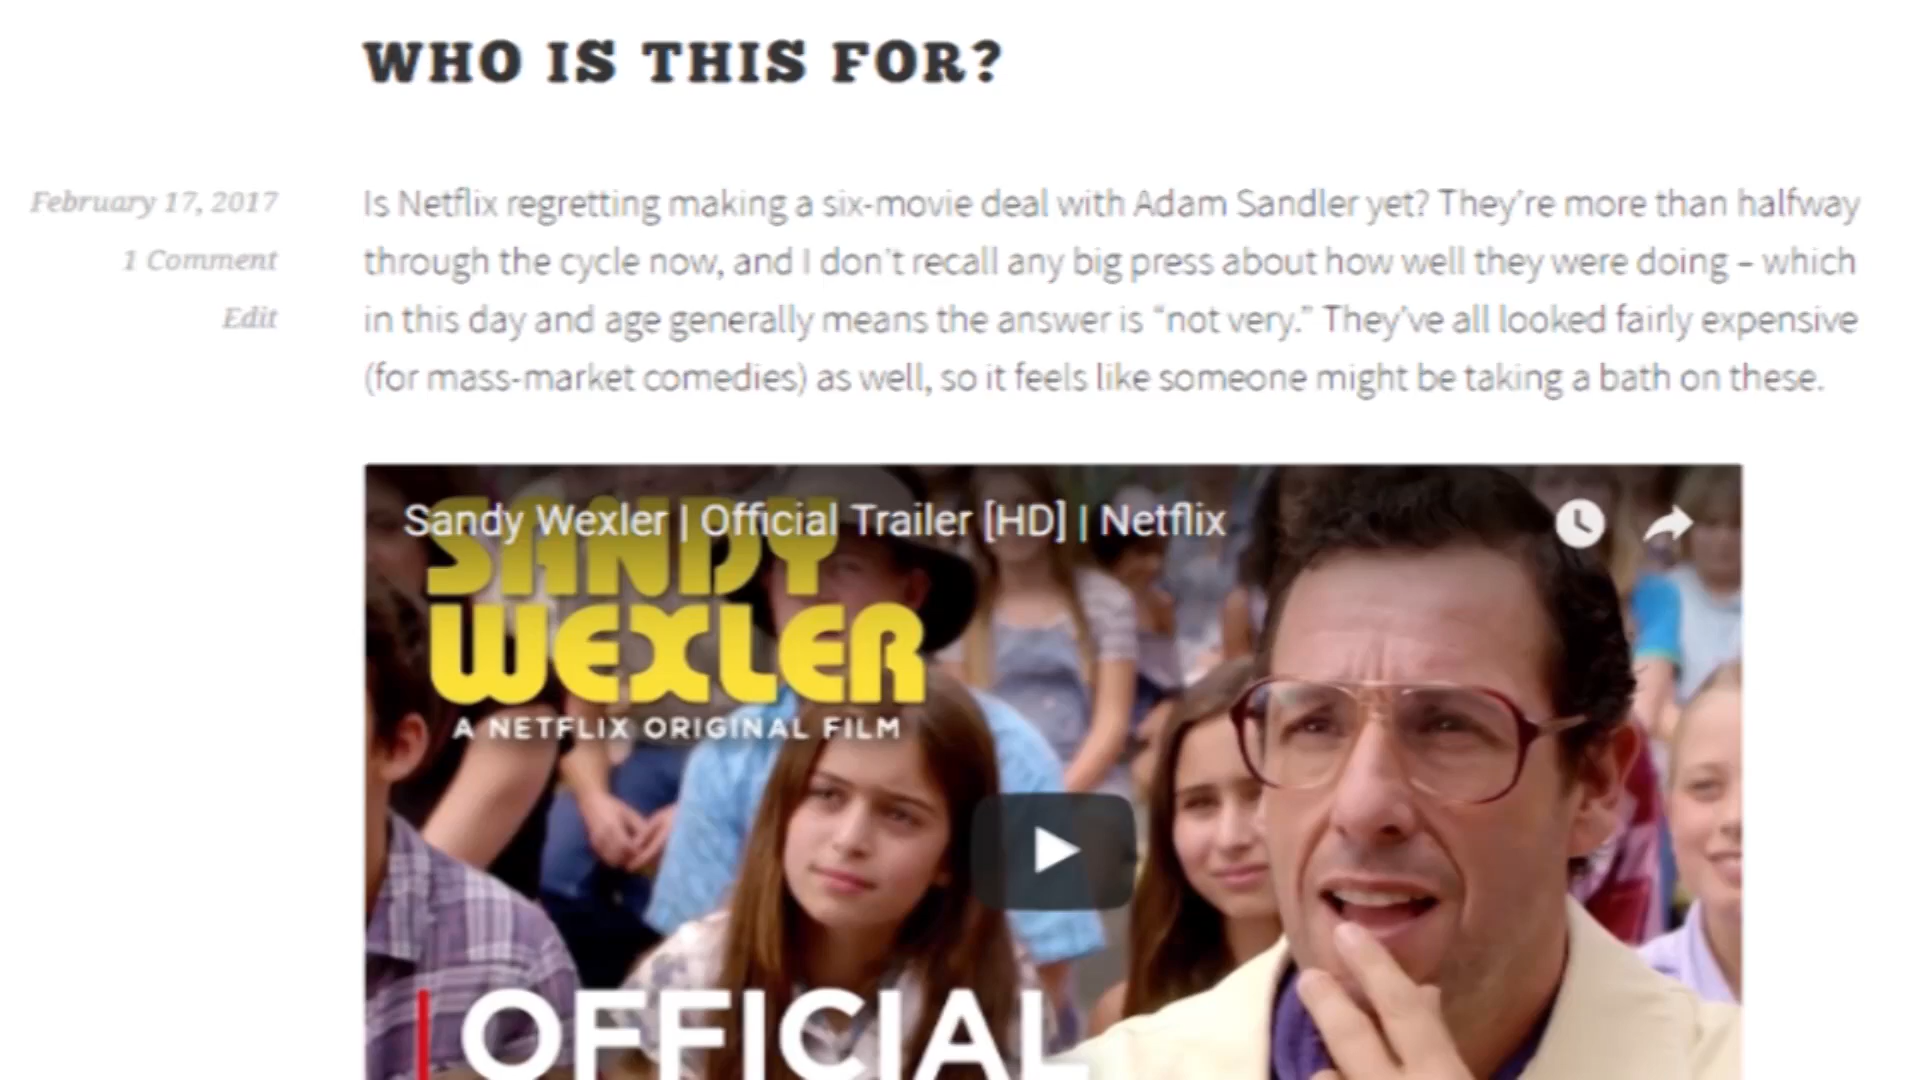 WHO IS THIS FOR?
February 17, 2017
1 Comment
Edit
Is Netflix regretting making a six-movie deal with Adam Sandler yet? They're more than halfway
through the cycle now, and I don't recall any big press about how well they were doing – which
in this day and age generally means the answer is “not very.” They've all looked fairly expensive
(for mass-market comedies) as well, so it feels like someone might be taking a bath on these.
Sandy Wexler | Official Trailer [HD] | Netflix
SANDY
WEXLER
A NETFLIX ORIGINAL FILM
OFFICIAL